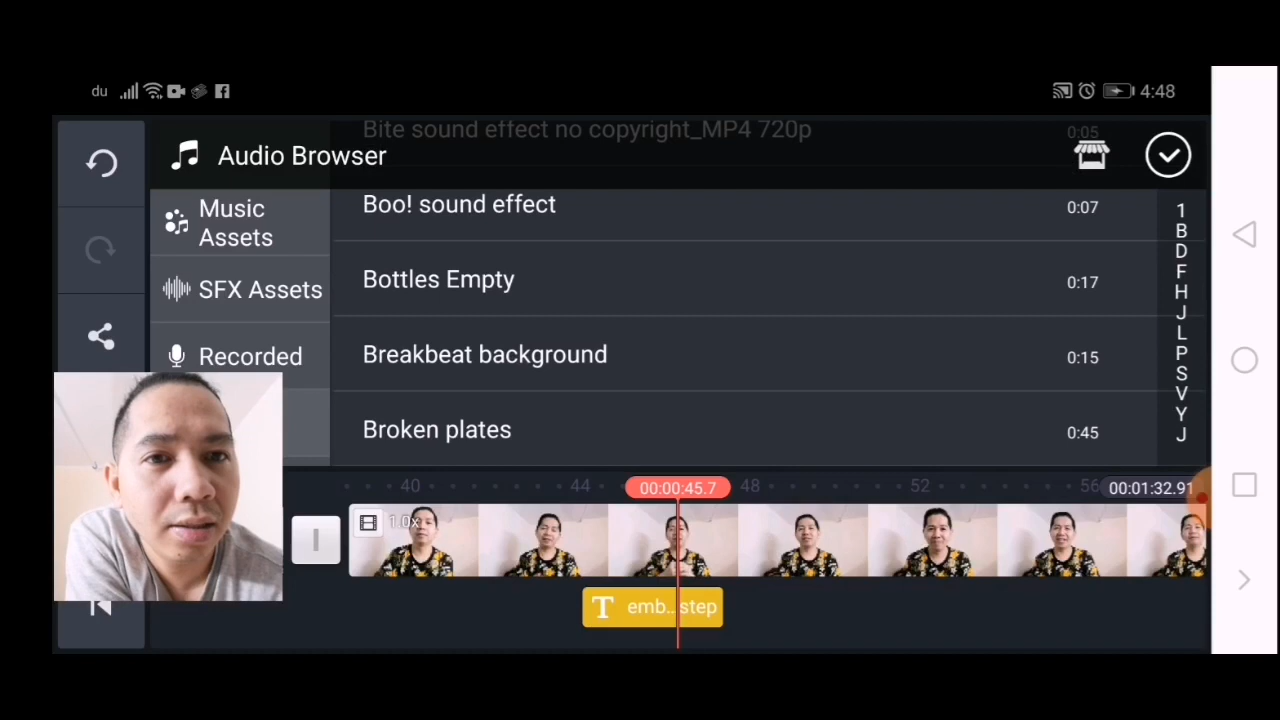 du
4:48
Bite sound effect no copyright_MP4 720p
0:05
Audio Browser
Music
Assets
SFX Assets
Recorded
Boo! sound effect
0:07
Bottles Empty
0:17
Breakbeat background
0:15
Broken plates
0:45
1
B
D
F
H
J
L
P
S
V
Y
J
40
44
00:00:45.7
48
52
56
00:01:32.91
1.0x
T emb..step